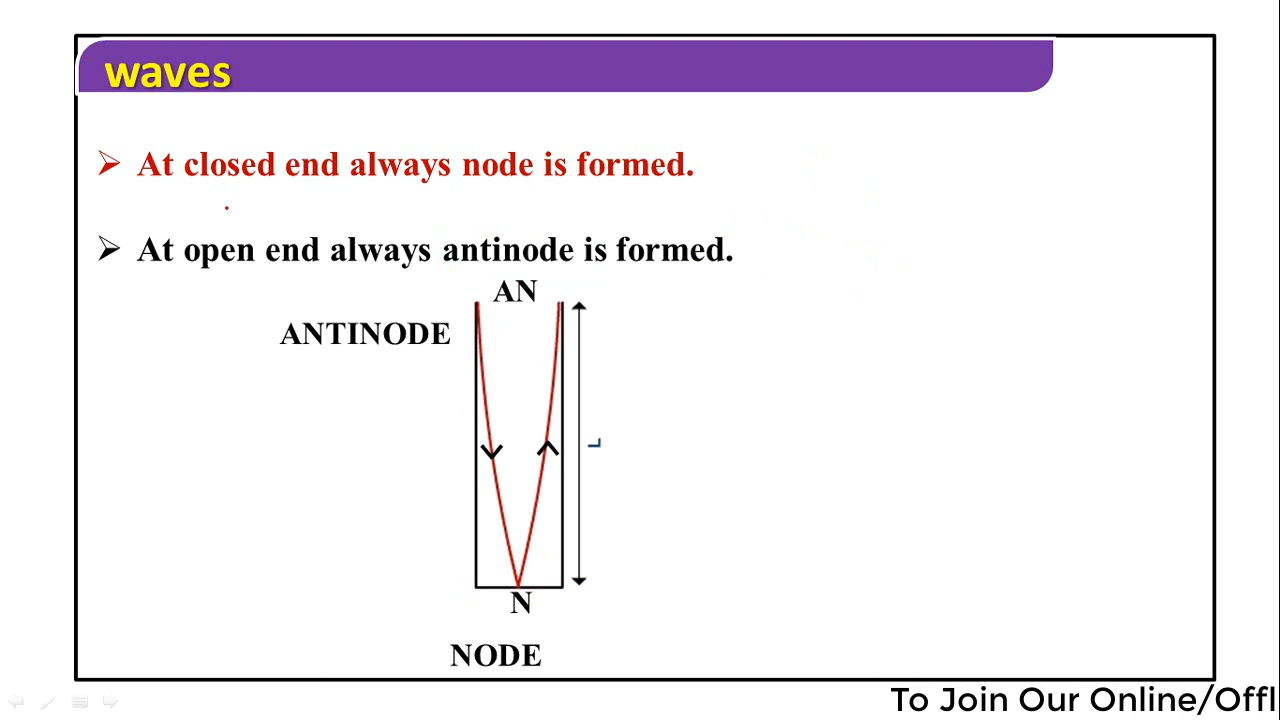 waves
At closed end always node is formed.
At open end always antinode is formed.
AN
ANTINODE
L
N
NODE
To Join Our Online/Offl